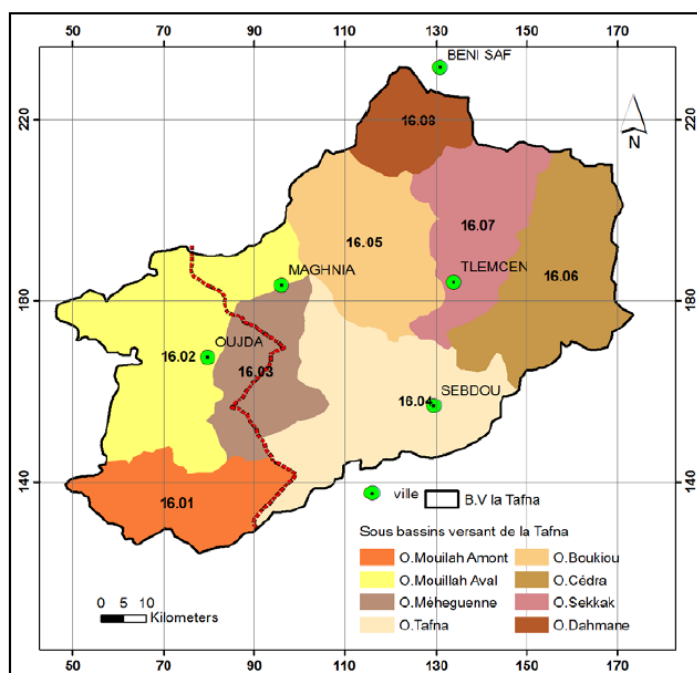 50 70 90 110 130 150 170
BENI SAF
220 220
16.08
N
16.05 16.07
MAGHNIA TLEMCEN 16.06
180 180
OUJDA
16.02 16.03
SEBDOU
16.04
140 140
16.01
ville B.V la Tafna
Sous bassins versant de la Tafna
O.Mouilah Amont O.Boukiou
O.Mouillah Aval O.Cédra
O.Méheguenne O.Sekkak
O.Tafna O.Dahmane
0 5 10
Kilometers
50 70 90 110 130 150 170